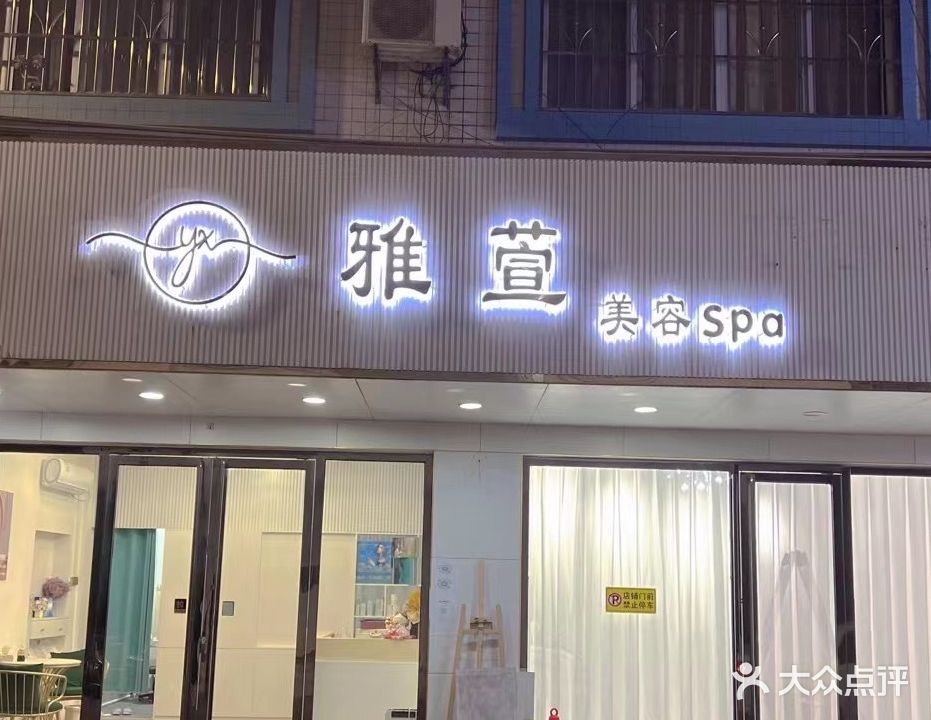 yx
雅萱
美容spa
店铺门前
禁止停车
大众点评